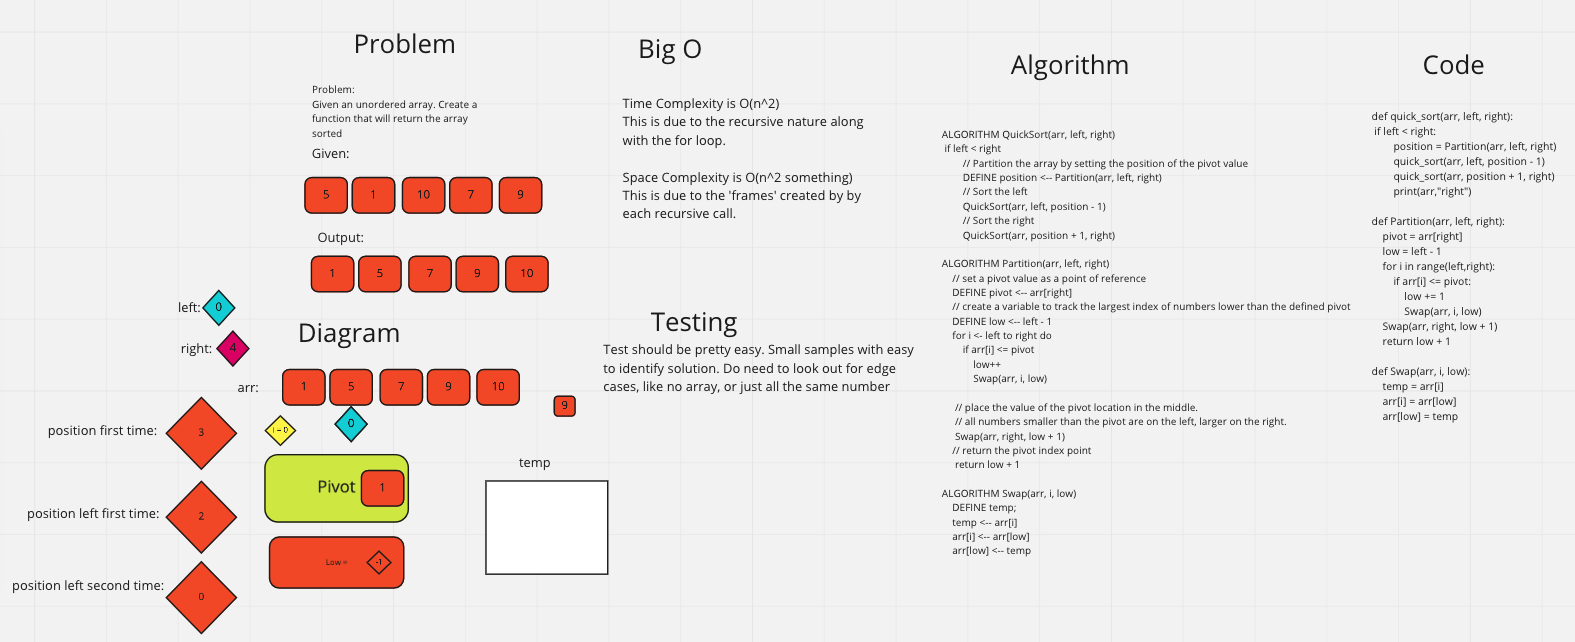 Problem
Problem:
Given an unordered array. Create a
function that will return the array
sorted
Given:
5 1 10 7 9
Output:
1 5 7 9 10
left: 0
right: 4
Diagram
arr: 1 5 7 9 10
9
position first time: 3
i = 0
0
Pivot 1
position left first time: 2
Low = -1
position left second time: 0
temp
Big O
Time Complexity is O(n^2)
This is due to the recursive nature along
with the for loop.
Space Complexity is O(n^2 something)
This is due to the 'frames' created by by
each recursive call.
Testing
Test should be pretty easy. Small samples with easy
to identify solution. Do need to look out for edge
cases, like no array, or just all the same number
Algorithm
ALGORITHM QuickSort(arr, left, right)
if left < right
// Partition the array by setting the position of the pivot value
DEFINE position <-- Partition(arr, left, right)
// Sort the left
QuickSort(arr, left, position - 1)
// Sort the right
QuickSort(arr, position + 1, right)
ALGORITHM Partition(arr, left, right)
// set a pivot value as a point of reference
DEFINE pivot <-- arr[right]
// create a variable to track the largest index of numbers lower than the defined pivot
DEFINE low <-- left - 1
for i <- left to right do
if arr[i] <= pivot
low++
Swap(arr, i, low)
// place the value of the pivot location in the middle.
// all numbers smaller than the pivot are on the left, larger on the right.
Swap(arr, right, low + 1)
// return the pivot index point
return low + 1
ALGORITHM Swap(arr, i, low)
DEFINE temp;
temp <-- arr[i]
arr[i] <-- arr[low]
arr[low] <-- temp
Code
def quick_sort(arr, left, right):
if left < right:
position = Partition(arr, left, right)
quick_sort(arr, left, position - 1)
quick_sort(arr, position + 1, right)
print(arr,"right")
def Partition(arr, left, right):
pivot = arr[right]
low = left - 1
for i in range(left,right):
if arr[i] <= pivot:
low += 1
Swap(arr, i, low)
Swap(arr, right, low + 1)
return low + 1
def Swap(arr, i, low):
temp = arr[i]
arr[i] = arr[low]
arr[low] = temp